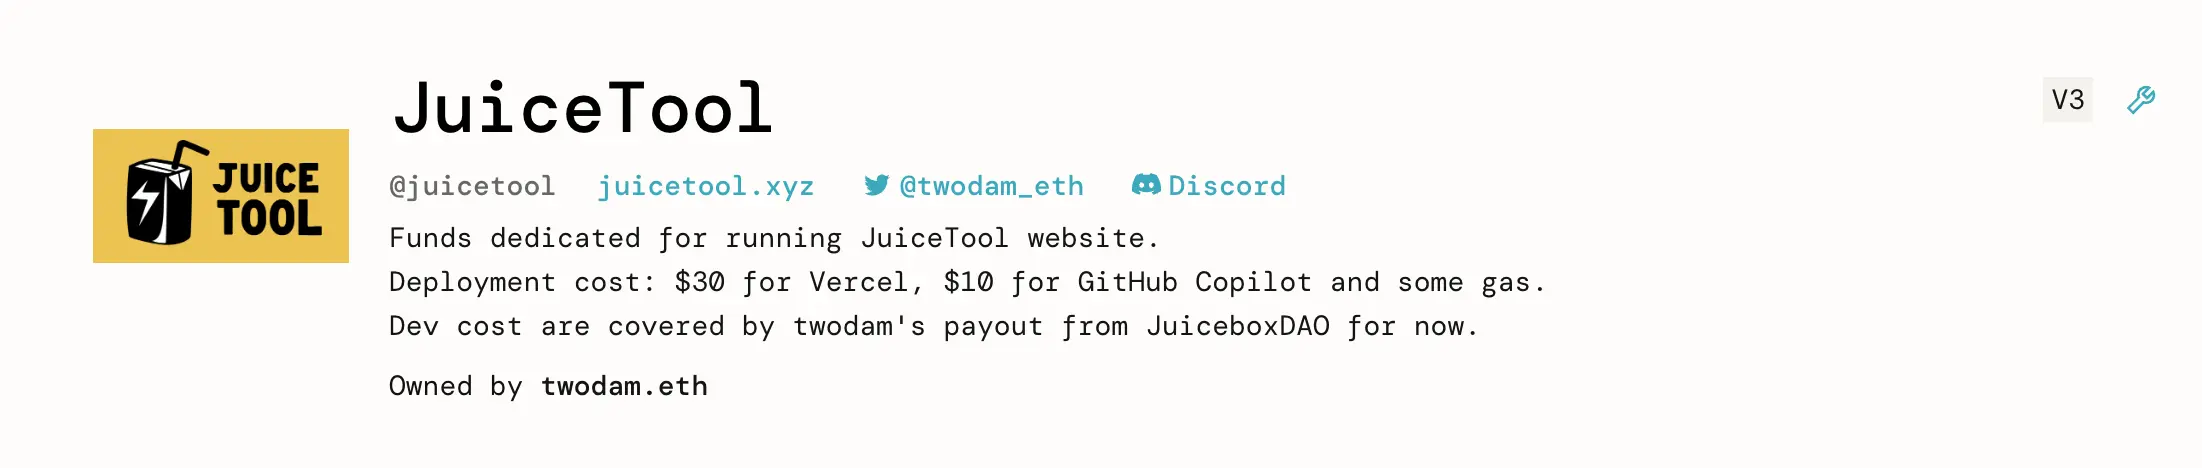 JuiceTool
V3
JUICE
TOOL
@juicetool juicetool.xyz @twodam_eth Discord
Funds dedicated for running JuiceTool website.
Deployment cost: $30 for Vercel, $10 for GitHub Copilot and some gas.
Dev cost are covered by twodam's payout from JuiceboxDAO for now.
Owned by twodam.eth